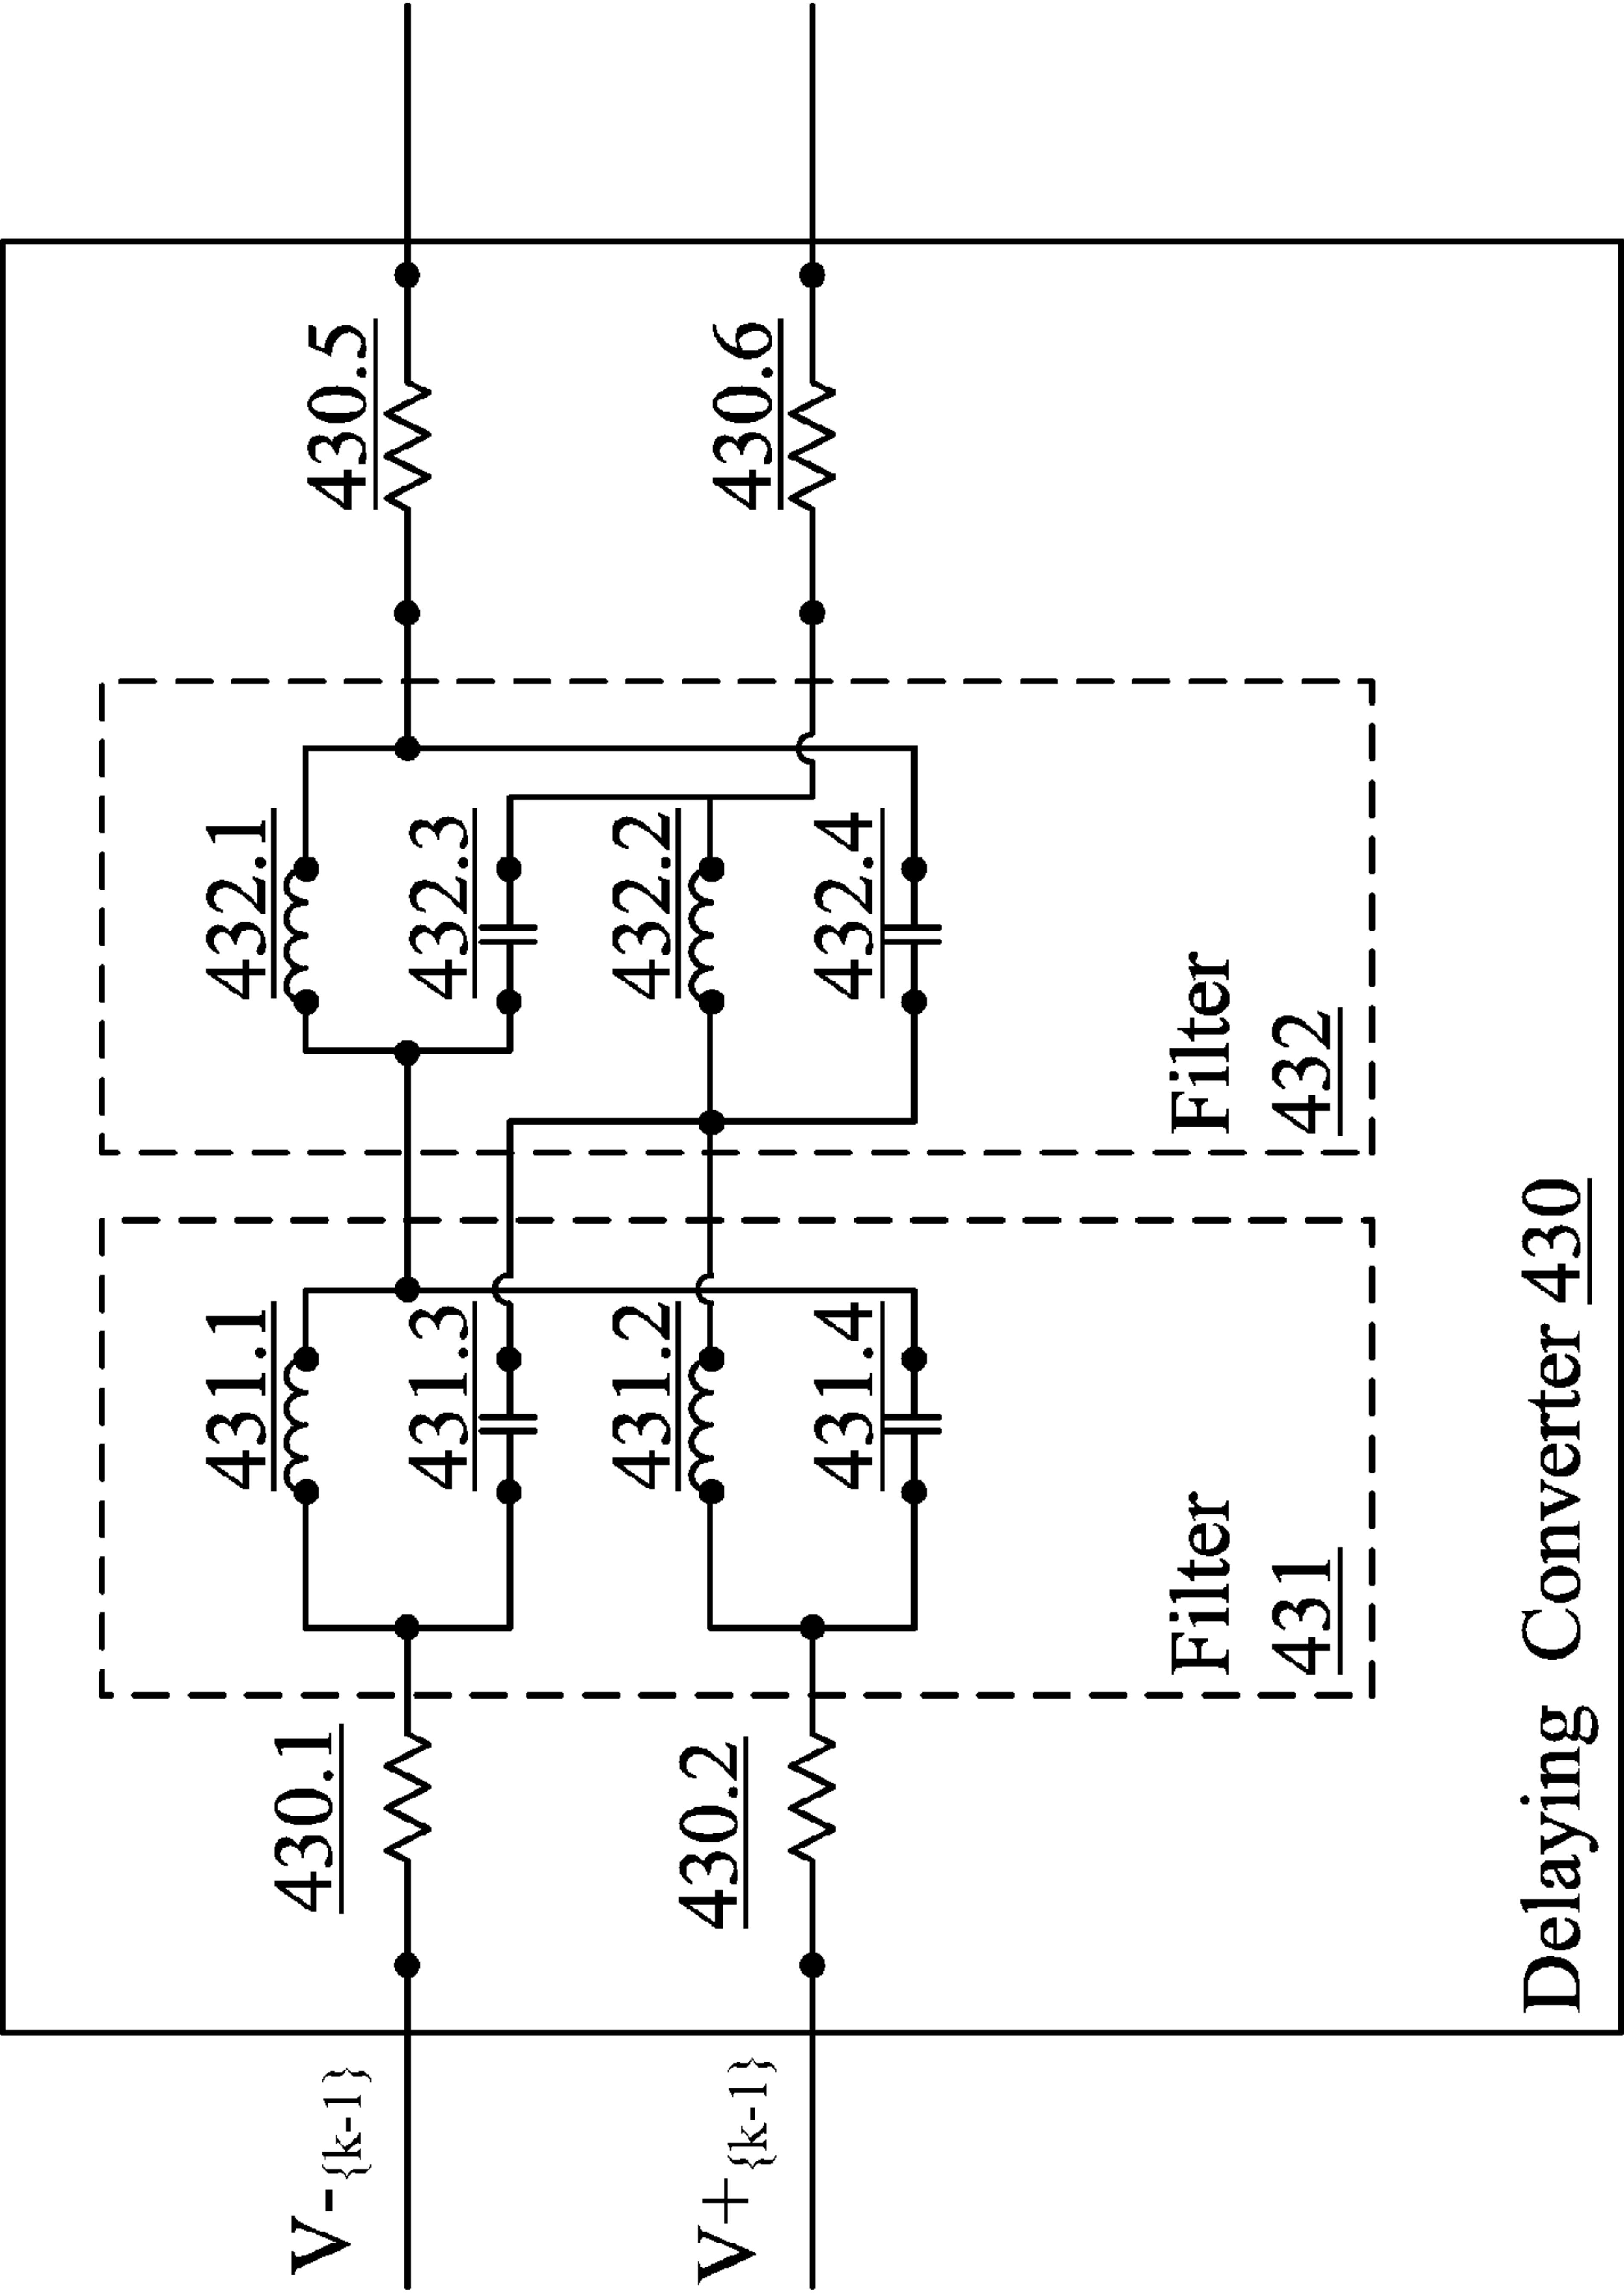 V-{k-1}
V+{k-1}
430.1
430.2
431.1
431.3
431.2
431.4
Filter
431
432.1
432.3
432.2
432.4
Filter
432
430.5
430.6
Delaying Converter 430